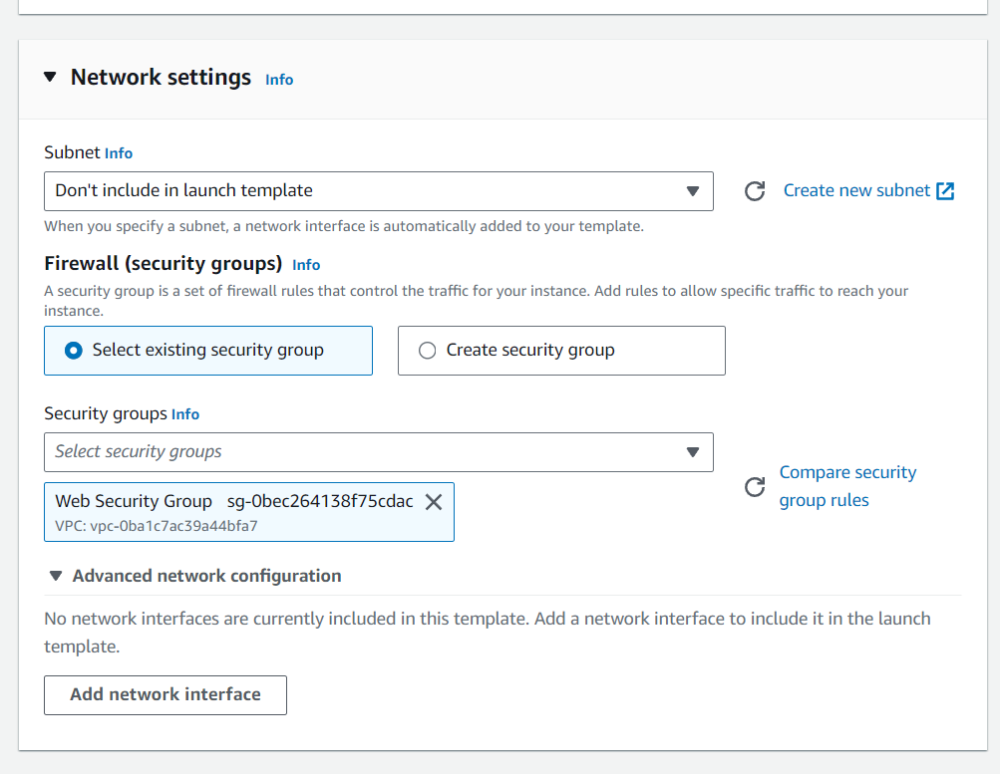 Network settings Info
Subnet Info
Don't include in launch template
Create new subnet
When you specify a subnet, a network interface is automatically added to your template.
Firewall (security groups) Info
A security group is a set of firewall rules that control the traffic for your instance. Add rules to allow specific traffic to reach your
instance.
Select existing security group
Create security group
Security groups Info
Select security groups
Compare security
group rules
Web Security Group sg-0bec264138f75cdac
VPC: vpc-0ba1c7ac39a44bfa7
Advanced network configuration
No network interfaces are currently included in this template. Add a network interface to include it in the launch
template.
Add network interface